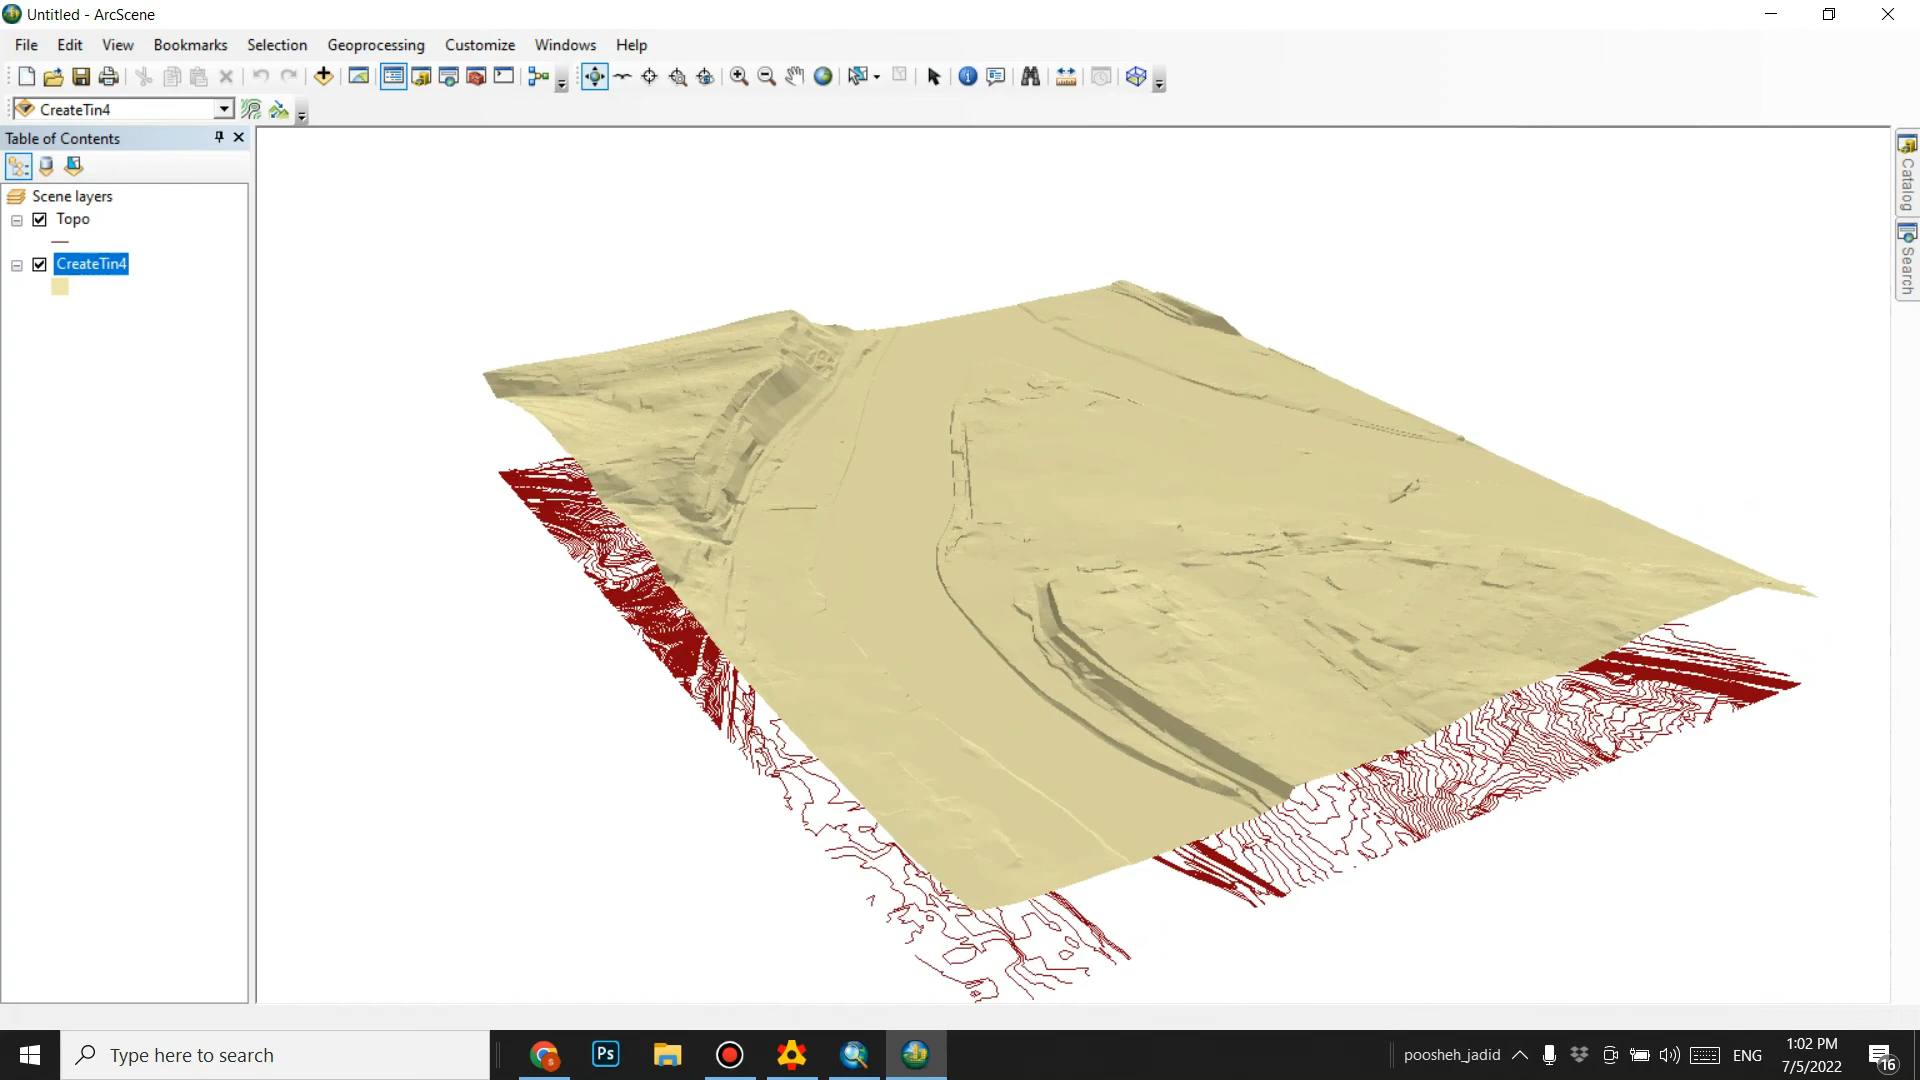 Untitled - ArcScene
File Edit View Bookmarks Selection Geoprocessing Customize Windows Help
CreateTin4
Table of Contents
Scene layers
Topo
CreateTin4
Catalog
Search
Ps
Type here to search
poosheh_jadid
ENG
1:02 PM
7/5/2022
16